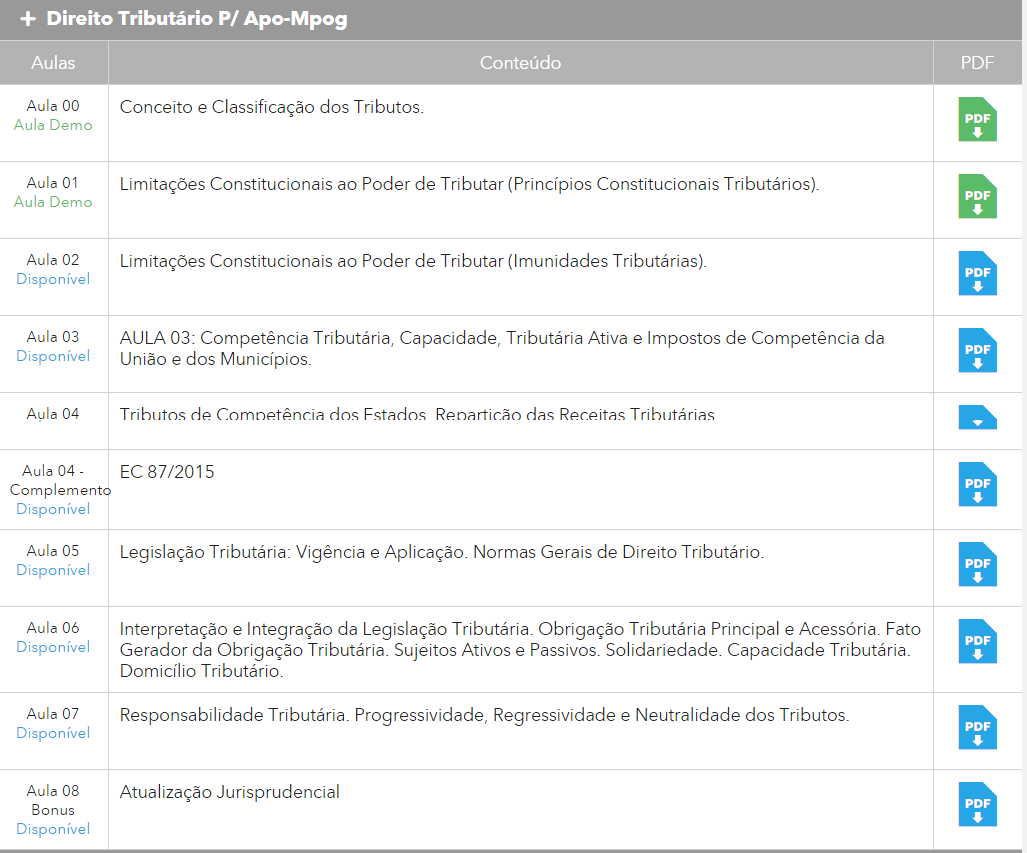 + Direito Tributário P/ Apo-Mpog
Aulas Conteúdo PDF
Aula 00 Conceito e Classificação dos Tributos.
Aula Demo PDF
Aula 01 Limitações Constitucionais ao Poder de Tributar (Princípios Constitucionais Tributários).
Aula Demo PDF
Aula 02 Limitações Constitucionais ao Poder de Tributar (Imunidades Tributárias).
Disponível PDF
Aula 03 AULA 03: Competência Tributária, Capacidade, Tributária Ativa e Impostos de Competência da
Disponível União e dos Municípios. PDF
Aula 04 Tributos de Competência dos Estados. Repartição das Receitas Tributárias
Aula 04 - EC 87/2015
Complemento PDF
Disponível
Aula 05 Legislação Tributária: Vigência e Aplicação. Normas Gerais de Direito Tributário.
Disponível PDF
Aula 06 Interpretação e Integração da Legislação Tributária. Obrigação Tributária Principal e Acessória. Fato
Disponível Gerador da Obrigação Tributária. Sujeitos Ativos e Passivos. Solidariedade. Capacidade Tributária. PDF
Domicílio Tributário.
Aula 07 Responsabilidade Tributária. Progressividade, Regressividade e Neutralidade dos Tributos.
Disponível PDF
Aula 08 Atualização Jurisprudencial
Bonus PDF
Disponível